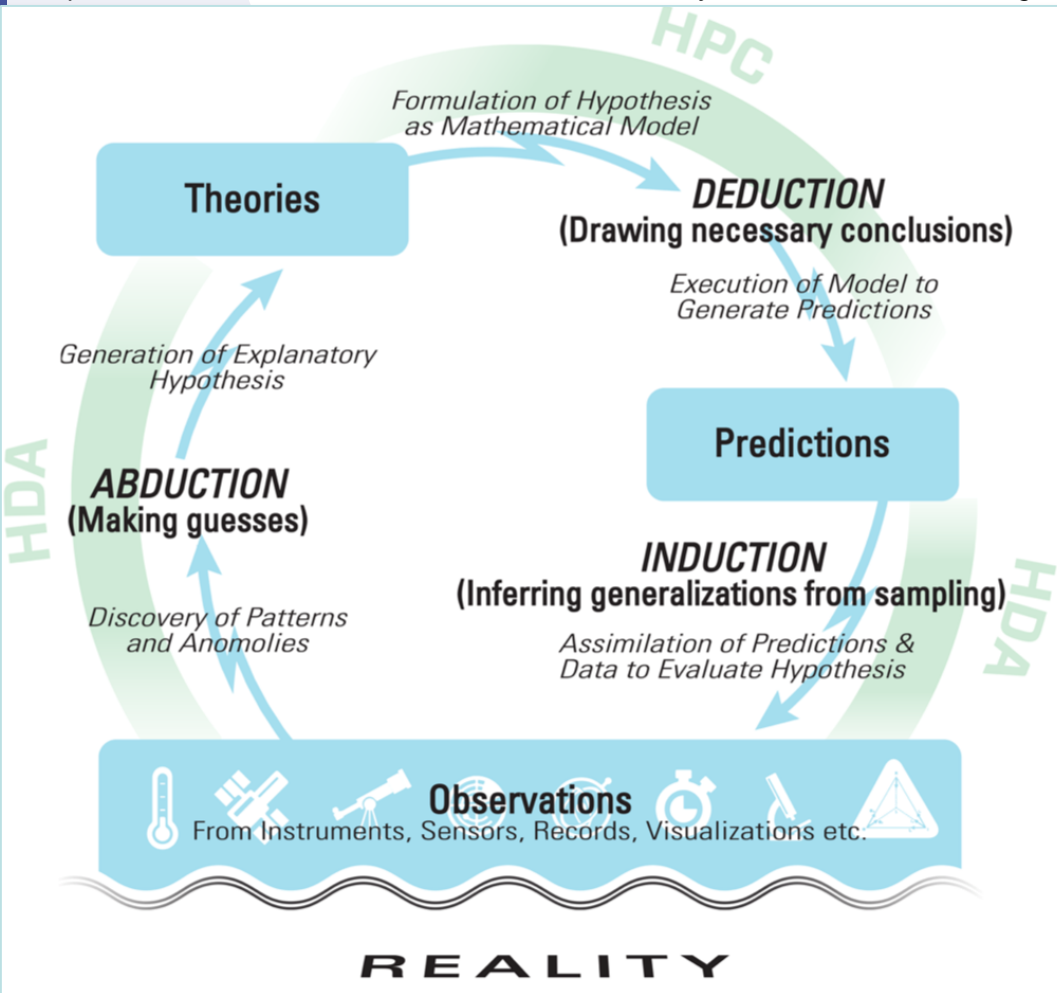 HPC
Formulation of Hypothesis
as Mathematical Model
Theories
DEDUCTION
(Drawing necessary conclusions)
Execution of Model to
Generate Predictions
Generation of Explanatory
Hypothesis
Predictions
HDA
ABDUCTION
(Making guesses)
INDUCTION
(Inferring generalizations from sampling)
HDA
Discovery of Patterns
and Anomolies
Assimilation of Predictions &
Data to Evaluate Hypothesis
Observations
From Instruments, Sensors, Records, Visualizations etc.
REALITY